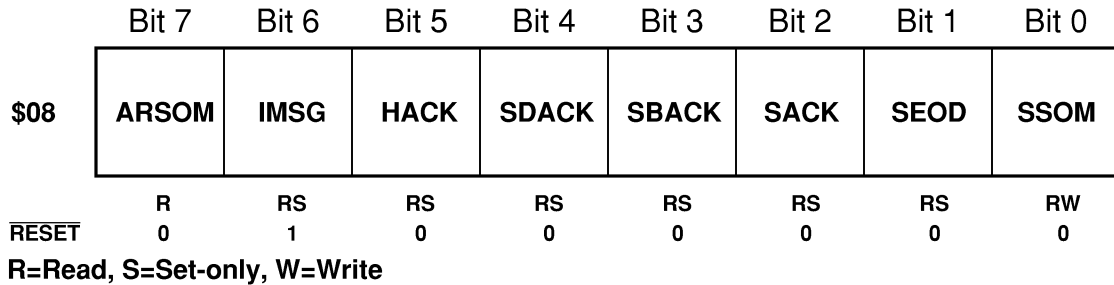 Bit 7 Bit 6 Bit 5 Bit 4 Bit 3 Bit 2 Bit 1 Bit 0
$08 ARSOM IMSG HACK SDACK SBACK SACK SEOD SSOM
R RS RS RS RS RS RS RW
RESET 0 1 0 0 0 0 0 0
R=Read, S=Set-only, W=Write